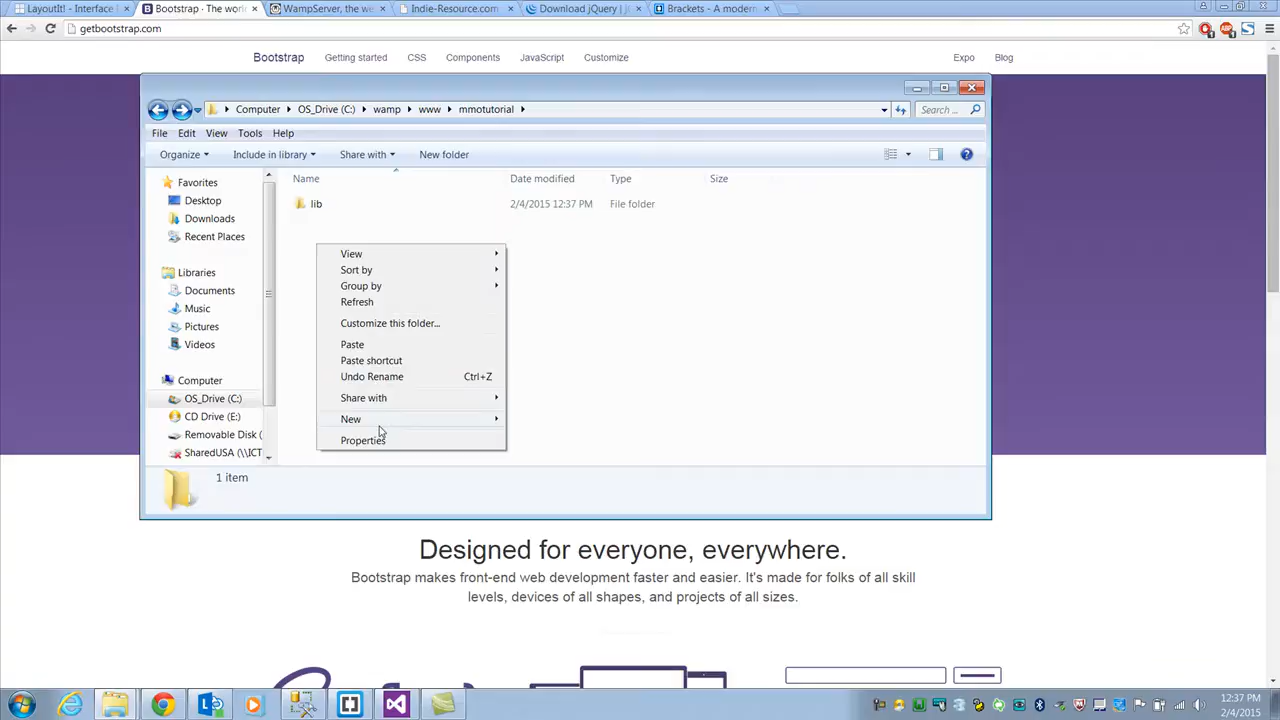 LayoutIt! - Interface | Bootstrap · The worl | WampServer, the we | Indie-Resource.com | Download jQuery | j | Brackets - A modern
getbootstrap.com
Bootstrap Getting started CSS Components JavaScript Customize Expo Blog
Computer OS_Drive (C:) wamp www mmotutorial Search ...
File Edit View Tools Help
Organize Include in library Share with New folder
Name Date modified Type Size
Favorites
lib 2/4/2015 12:37 PM File folder
Desktop
Downloads
Recent Places
Libraries
Documents
Music
Pictures
Videos
Computer
OS_Drive (C:)
CD Drive (E:)
Removable Disk (
SharedUSA (\\ICT
View
Sort by
Group by
Refresh
Customize this folder...
Paste
Paste shortcut
Undo Rename Ctrl+Z
Share with
New
Properties
1 item
Designed for everyone, everywhere.
Bootstrap makes front-end web development faster and easier. It's made for folks of all skill
levels, devices of all shapes, and projects of all sizes.
12:37 PM
2/4/2015